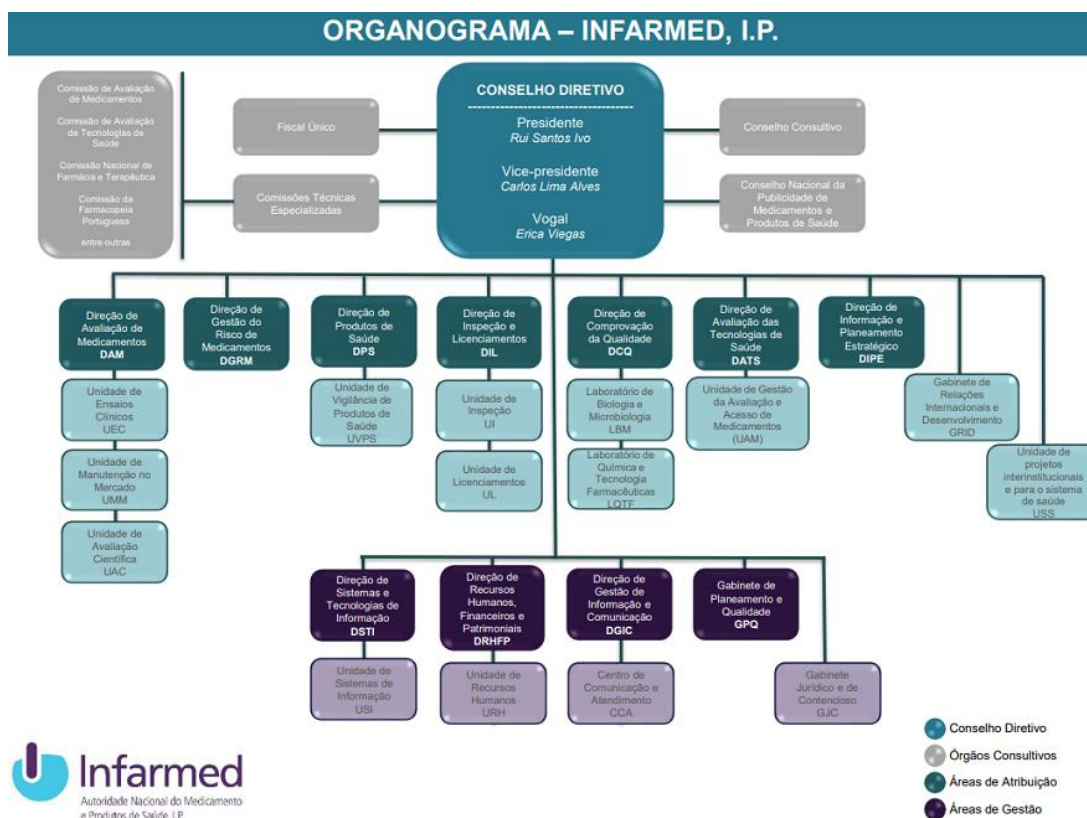 ORGANOGRAMA – INFARMED, I.P.
Comissão de Avaliação
de Medicamentos
Comissão de Avaliação
de Tecnologias de
Saúde
Comissão Nacional de
Farmácia e Terapêutica
Comissão da
Farmacopeia
Portuguesa
entre outras
Fiscal Único
Comissões Técnicas
Especializadas
CONSELHO DIRETIVO
Presidente
Rui Santos Ivo
Vice-presidente
Carlos Lima Alves
Vogal
Erica Viegas
Conselho Consultivo
Conselho Nacional da
Publicidade de
Medicamentos e
Produtos de Saúde
Direção de
Avaliação de
Medicamentos
DAM
Direção de
Gestão do
Risco de
Medicamentos
DGRM
Direção de
Produtos de
Saúde
DPS
Direção de
Inspeção e
Licenciamentos
DIL
Direção de
Comprovação
da Qualidade
DCQ
Direção de
Avaliação das
Tecnologias de
Saúde
DATS
Direção de
Informação e
Planeamento
Estratégico
DIPE
Unidade de
Ensaios
Clínicos
UEC
Unidade de
Manutenção no
Mercado
UMM
Unidade de
Avaliação
Científica
UAC
Unidade de
Vigilância de
Produtos de
Saúde
UVPS
Unidade de
Inspeção
UI
Unidade de
Licenciamentos
UL
Laboratório de
Biologia e
Microbiologia
LBM
Laboratório de
Química e
Tecnologia
Farmacêuticas
LQTF
Unidade de Gestão
da Avaliação e
Acesso de
Medicamentos
(UAM)
Gabinete de
Relações
Internacionais e
Desenvolvimento
GRID
Unidade de
projetos
interinstitucionais
e para o sistema
de saúde
USS
Direção de
Sistemas e
Tecnologias de
Informação
DSTI
Direção de
Recursos
Humanos,
Financeiros e
Patrimoniais
DRHFP
Direção de
Gestão de
Informação e
Comunicação
DGIC
Gabinete de
Planeamento e
Qualidade
GPQ
Unidade de
Sistemas de
Informação
USI
Unidade de
Recursos
Humanos
URH
Centro de
Comunicação e
Atendimento
CCA
Gabinete
Jurídico e de
Contencioso
GJC
Conselho Diretivo
Órgãos Consultivos
Áreas de Atribuição
Áreas de Gestão
Infarmed
Autoridade Nacional do Medicamento
e Produtos de Saúde, I.P.